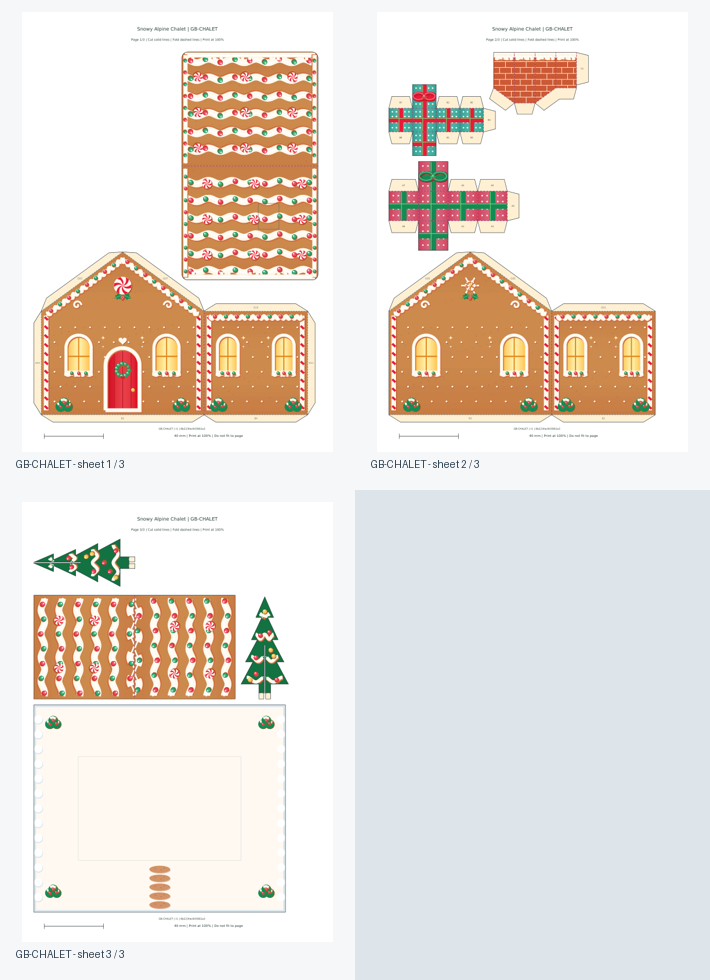 Snowy Alpine Chalet | GB-CHALET
Page 1/3 | Cut solid lines | Fold dashed lines | Print at 100%
90 mm | Print at 100% | Do not fit to page
GB-CHALET - sheet 1 / 3
Snowy Alpine Chalet | GB-CHALET
Page 2/3 | Cut solid lines | Fold dashed lines | Print at 100%
90 mm | Print at 100% | Do not fit to page
GB-CHALET - sheet 2 / 3
Snowy Alpine Chalet | GB-CHALET
Page 3/3 | Cut solid lines | Fold dashed lines | Print at 100%
90 mm | Print at 100% | Do not fit to page
GB-CHALET - sheet 3 / 3